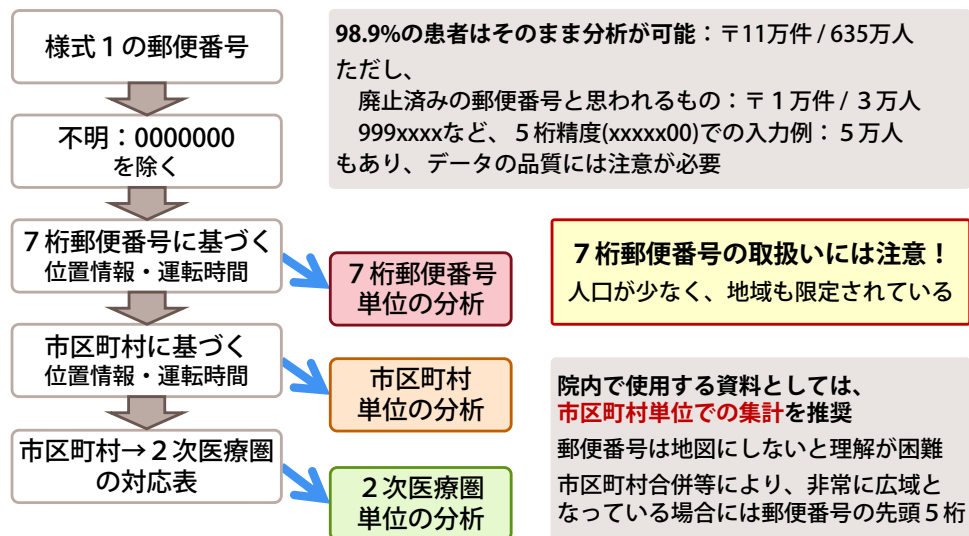 様式１の郵便番号
不明：0000000
を除く
７桁郵便番号に基づく
位置情報・運転時間
市区町村に基づく
位置情報・運転時間
市区町村→２次医療圏
の対応表
98.9%の患者はそのまま分析が可能：〒11万件 / 635万人
ただし、
廃止済みの郵便番号と思われるもの：〒１万件 / ３万人
999xxxxなど、５桁精度(xxxxx00)での入力例：５万人
もあり、データの品質には注意が必要
７桁郵便番号
単位の分析
市区町村
単位の分析
２次医療圏
単位の分析
７桁郵便番号の取扱いには注意！
人口が少なく、地域も限定されている
院内で使用する資料としては、
市区町村単位での集計を推奨
郵便番号は地図にしないと理解が困難
市区町村合併等により、非常に広域と
なっている場合には郵便番号の先頭５桁